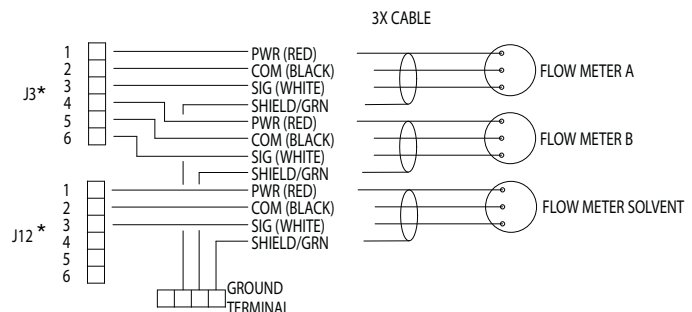 3X CABLE
J3*
1
2
3
4
5
6
PWR (RED)
COM (BLACK)
SIG (WHITE)
SHIELD/GRN
PWR (RED)
COM (BLACK)
SIG (WHITE)
SHIELD/GRN
FLOW METER A
FLOW METER B
J12*
1
2
3
4
5
6
PWR (RED)
COM (BLACK)
SIG (WHITE)
SHIELD/GRN
FLOW METER SOLVENT
GROUND
TERMINAL